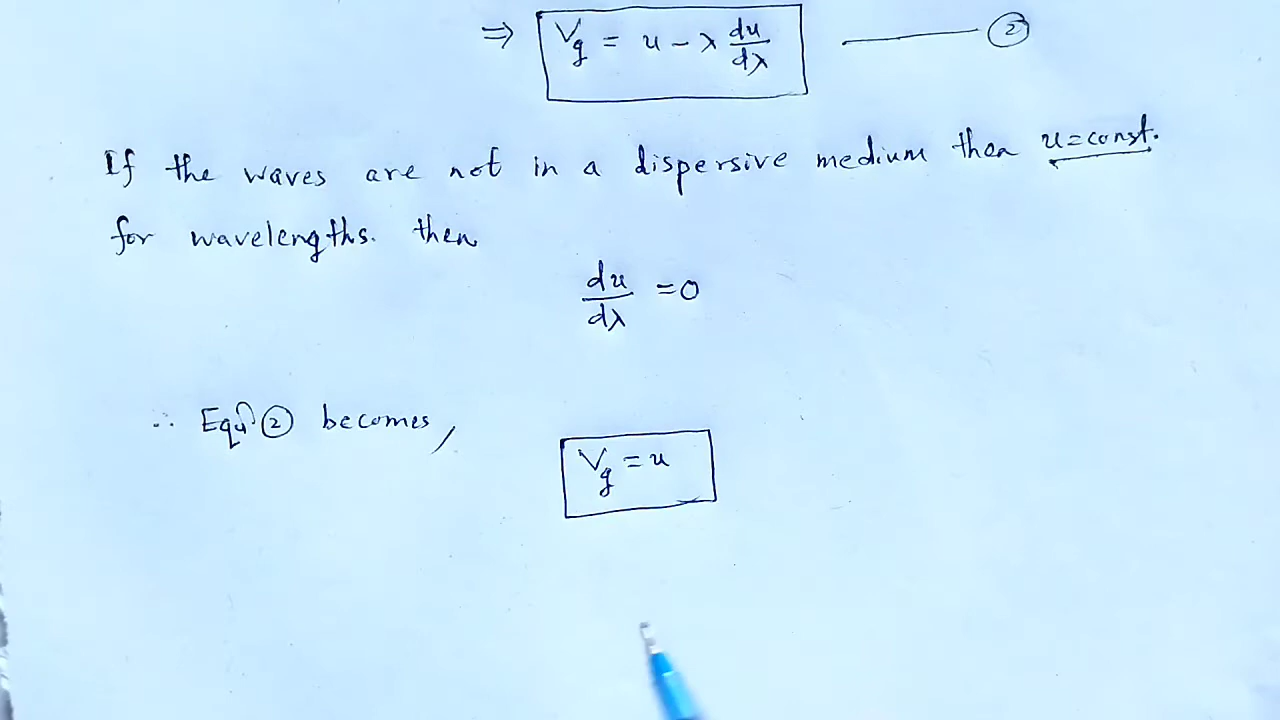 ⇒ Vg = u − λ du/dλ ——— ②
If the waves are not in a dispersive medium then u = const.
for wavelengths. then
du/dλ = 0
∴ Equⁿ ② becomes,
Vg = u